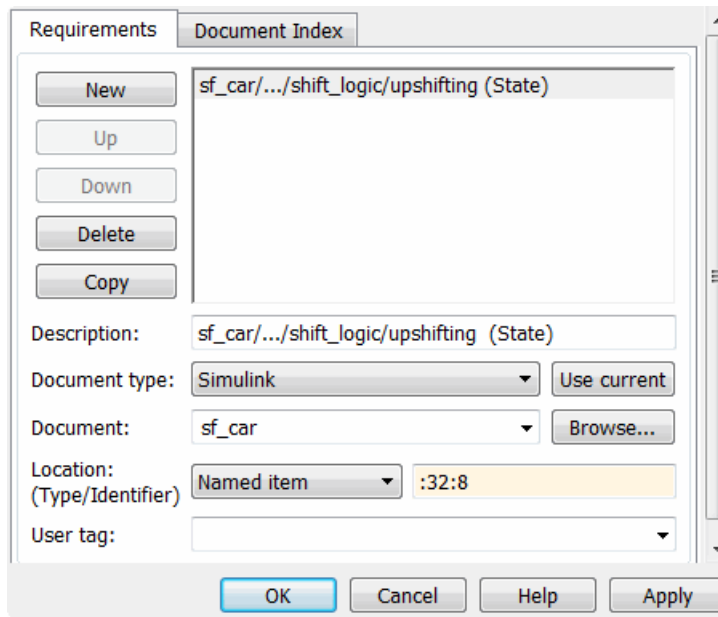 Requirements
Document Index
New
Up
Down
Delete
Copy
sf_car/.../shift_logic/upshifting (State)
Description:
sf_car/.../shift_logic/upshifting  (State)
Document type:
Simulink
Use current
Document:
sf_car
Browse...
Location:
(Type/Identifier)
Named item
:32:8
User tag:
OK
Cancel
Help
Apply